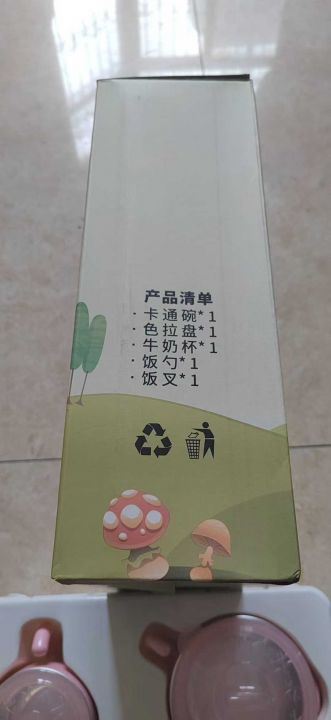 产品清单
· 卡通碗*1
· 色拉盘*1
· 牛奶杯*1
· 饭勺*1
· 饭叉*1